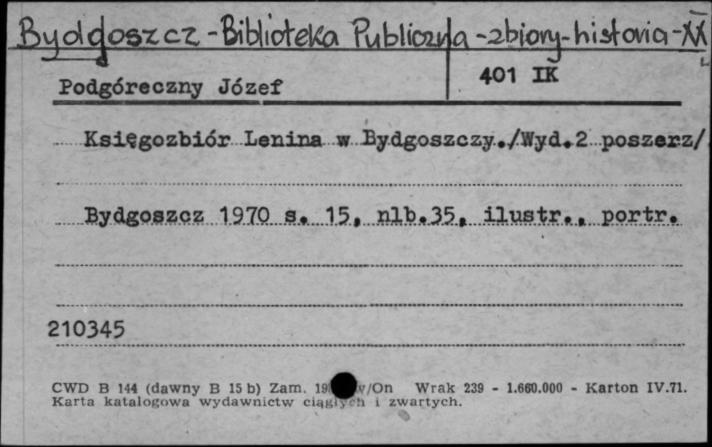 Bydgoszcz - Biblioteka Publiczna - zbiory - historia - XX
Podgóreczny Józef
401 IK
Księgozbiór Lenina w Bydgoszczy./Wyd.2 poszerz/
Bydgoszcz 1970 s. 15, nlb.35, ilustr., portr.
210345
CWD B 144 (dawny B 15 b) Zam. /On Wrak 239 - 1.660.000 - Karton IV.71.
Karta katalogowa wydawnictw ciągłych i zwartych.